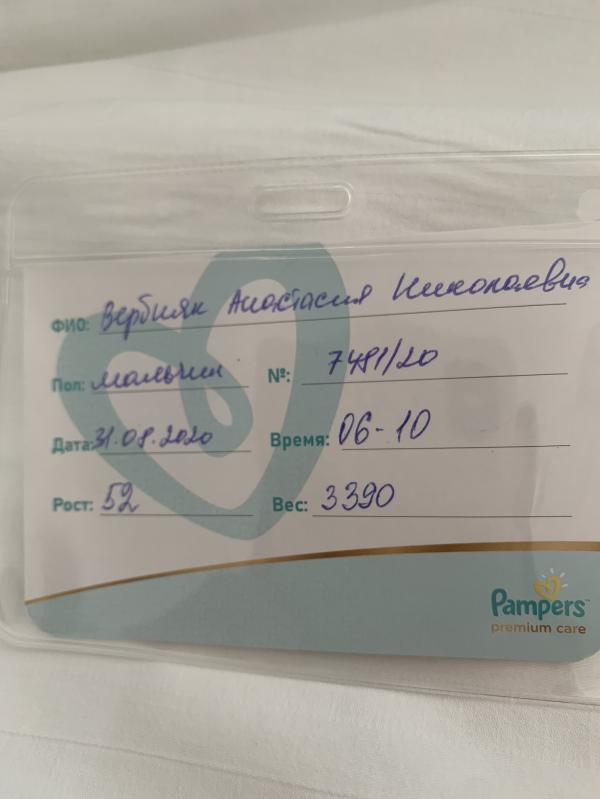 ФИО: Вербияк Анастасия Николаевна
Пол: мальчик №: 7481/20
Дата: 31.08.2020 Время: 06-10
Рост: 52 Вес: 3390
Pampers™
premium care